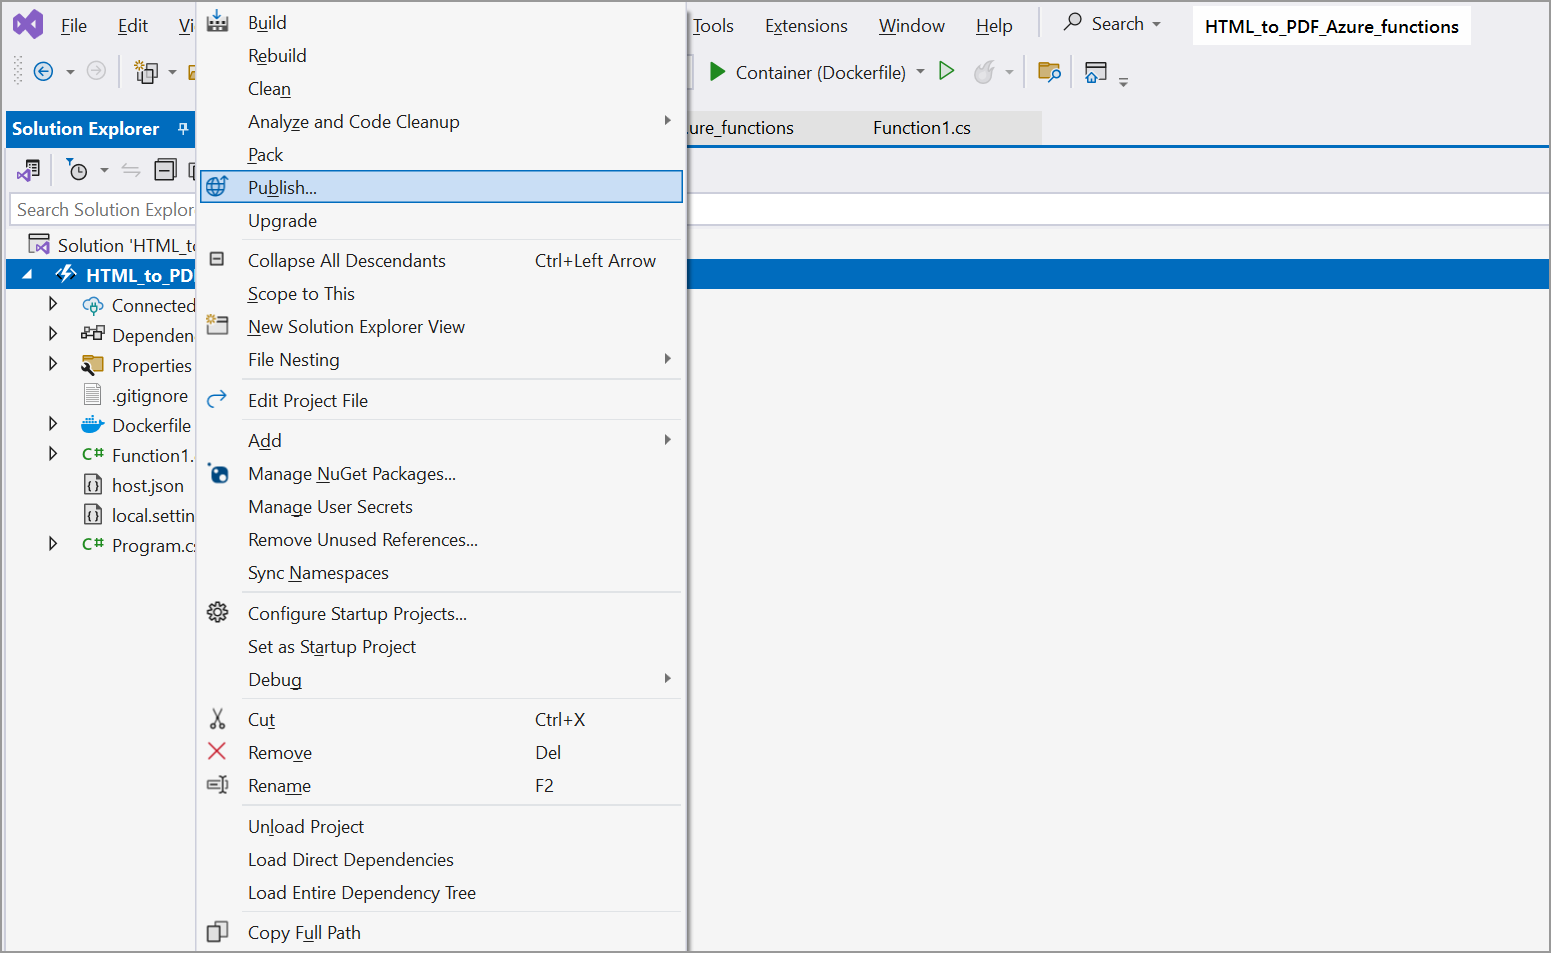 File Edit Vi Tools Extensions Window Help Search HTML_to_PDF_Azure_functions
Container (Dockerfile)
Solution Explorer
ure_functions Function1.cs
Search Solution Explor
Solution 'HTML_to
HTML_to_PD
Connected
Dependen
Properties
.gitignore
Dockerfile
C# Function1.
host.json
local.settin
C# Program.cs
Build
Rebuild
Clean
Analyze and Code Cleanup
Pack
Publish...
Upgrade
Collapse All Descendants Ctrl+Left Arrow
Scope to This
New Solution Explorer View
File Nesting
Edit Project File
Add
Manage NuGet Packages...
Manage User Secrets
Remove Unused References...
Sync Namespaces
Configure Startup Projects...
Set as Startup Project
Debug
Cut Ctrl+X
Remove Del
Rename F2
Unload Project
Load Direct Dependencies
Load Entire Dependency Tree
Copy Full Path